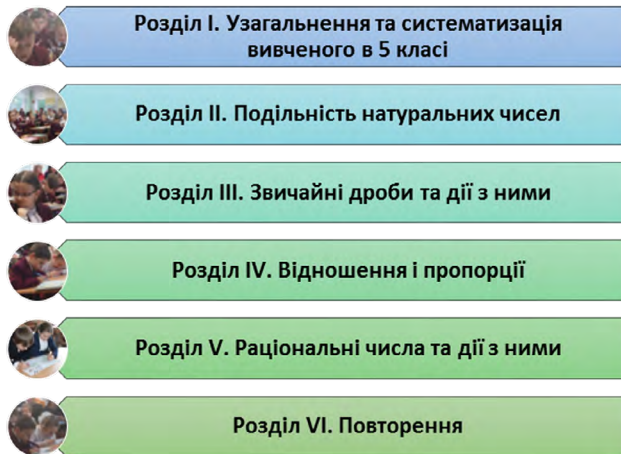 Розділ І. Узагальнення та систематизація
вивченого в 5 класі
Розділ ІІ. Подільність натуральних чисел
Розділ ІІІ. Звичайні дроби та дії з ними
Розділ IV. Відношення і пропорції
Розділ V. Раціональні числа та дії з ними
Розділ VI. Повторення